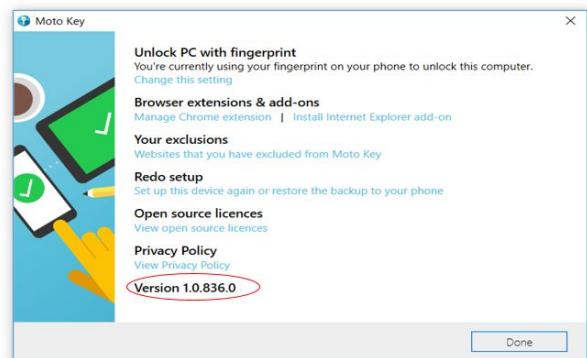 Moto Key
Unlock PC with fingerprint
You're currently using your fingerprint on your phone to unlock this computer.
Change this setting
Browser extensions & add-ons
Manage Chrome extension | Install Internet Explorer add-on
Your exclusions
Websites that you have excluded from Moto Key
Redo setup
Set up this device again or restore the backup to your phone
Open source licences
View open source licences
Privacy Policy
View Privacy Policy
Version 1.0.836.0
Done